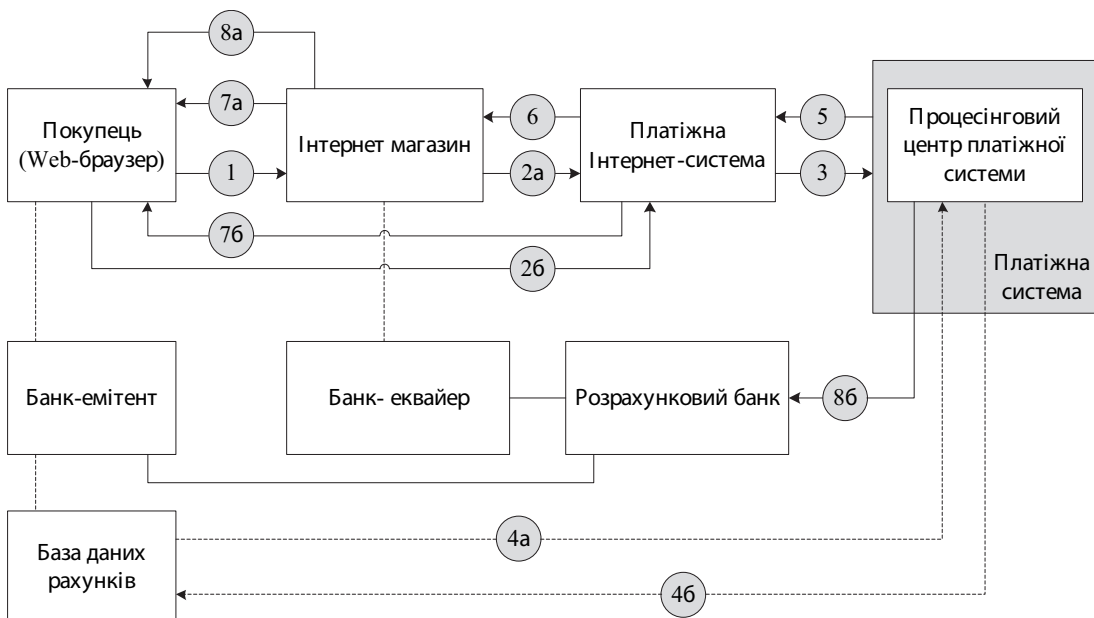 8а
7а
Покупець
(Web-браузер)
1
Інтернет магазин
6
2а
Платіжна
Інтернет-система
5
3
Процесінговий
центр платіжної
системи
7б
2б
Платіжна
система
Банк-емітент
Банк- еквайер
Розрахунковий банк
8б
База даних
рахунків
4а
4б